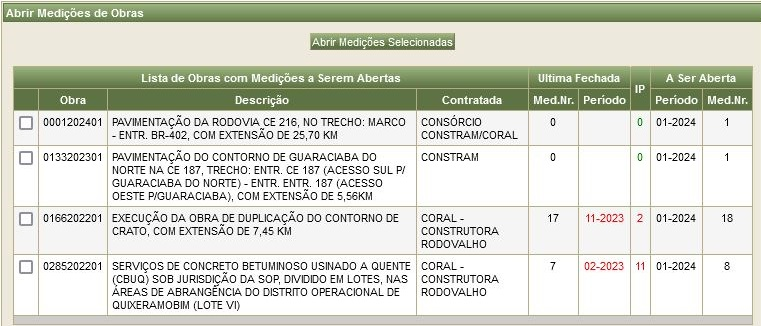 Abrir Medições de Obras
Abrir Medições Selecionadas
Lista de Obras com Medições a Serem Abertas Ultima Fechada IP A Ser Aberta
Obra Descrição Contratada Med.Nr. Período Período Med.Nr.
0001202401 PAVIMENTAÇÃO DA RODOVIA CE 216, NO TRECHO: MARCO CONSÓRCIO 0 0 01-2024 1
- ENTR. BR-402, COM EXTENSÃO DE 25,70 KM CONSTRAM/CORAL
0133202301 PAVIMENTAÇÃO DO CONTORNO DE GUARACIABA DO CONSTRAM 0 0 01-2024 1
NORTE NA CE 187, TRECHO: ENTR. CE 187 (ACESSO SUL P/
GUARACIABA DO NORTE) - ENTR. ENTR. 187 (ACESSO
OESTE P/GUARACIABA), COM EXTENSÃO DE 5,56KM
0166202201 EXECUÇÃO DA OBRA DE DUPLICAÇÃO DO CONTORNO DE CORAL - 17 11-2023 2 01-2024 18
CRATO, COM EXTENSÃO DE 7,45 KM CONSTRUTORA
RODOVALHO
0285202201 SERVIÇOS DE CONCRETO BETUMINOSO USINADO A QUENTE CORAL - 7 02-2023 11 01-2024 8
(CBUQ) SOB JURISDIÇÃO DA SOP, DIVIDIDO EM LOTES, NAS CONSTRUTORA
ÁREAS DE ABRANGÊNCIA DO DISTRITO OPERACIONAL DE RODOVALHO
QUIXERAMOBIM (LOTE VI)